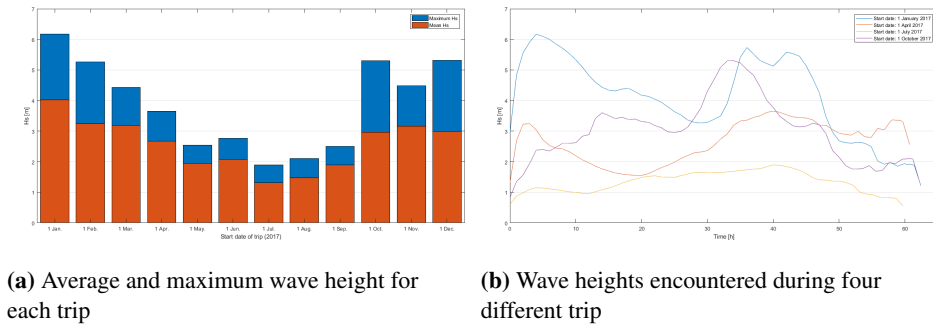 7
6
5
4
3
2
1
0
Hs [m]
Maximum Hs
Mean Hs
1 Jan.
1 Feb.
1 Mar.
1 Apr.
1 May.
1 Jun.
1 Jul.
1 Aug.
1 Sep.
1 Oct.
1 Nov.
1 Dec.
Start date of trip (2017)
7
6
5
4
3
2
1
0
Hs [m]
Start date: 1 January 2017
Start date: 1 April 2017
Start date: 1 July 2017
Start date: 1 October 2017
0
10
20
30
40
50
60
Time [h]
(a) Average and maximum wave height for
each trip
(b) Wave heights encountered during four
different trip